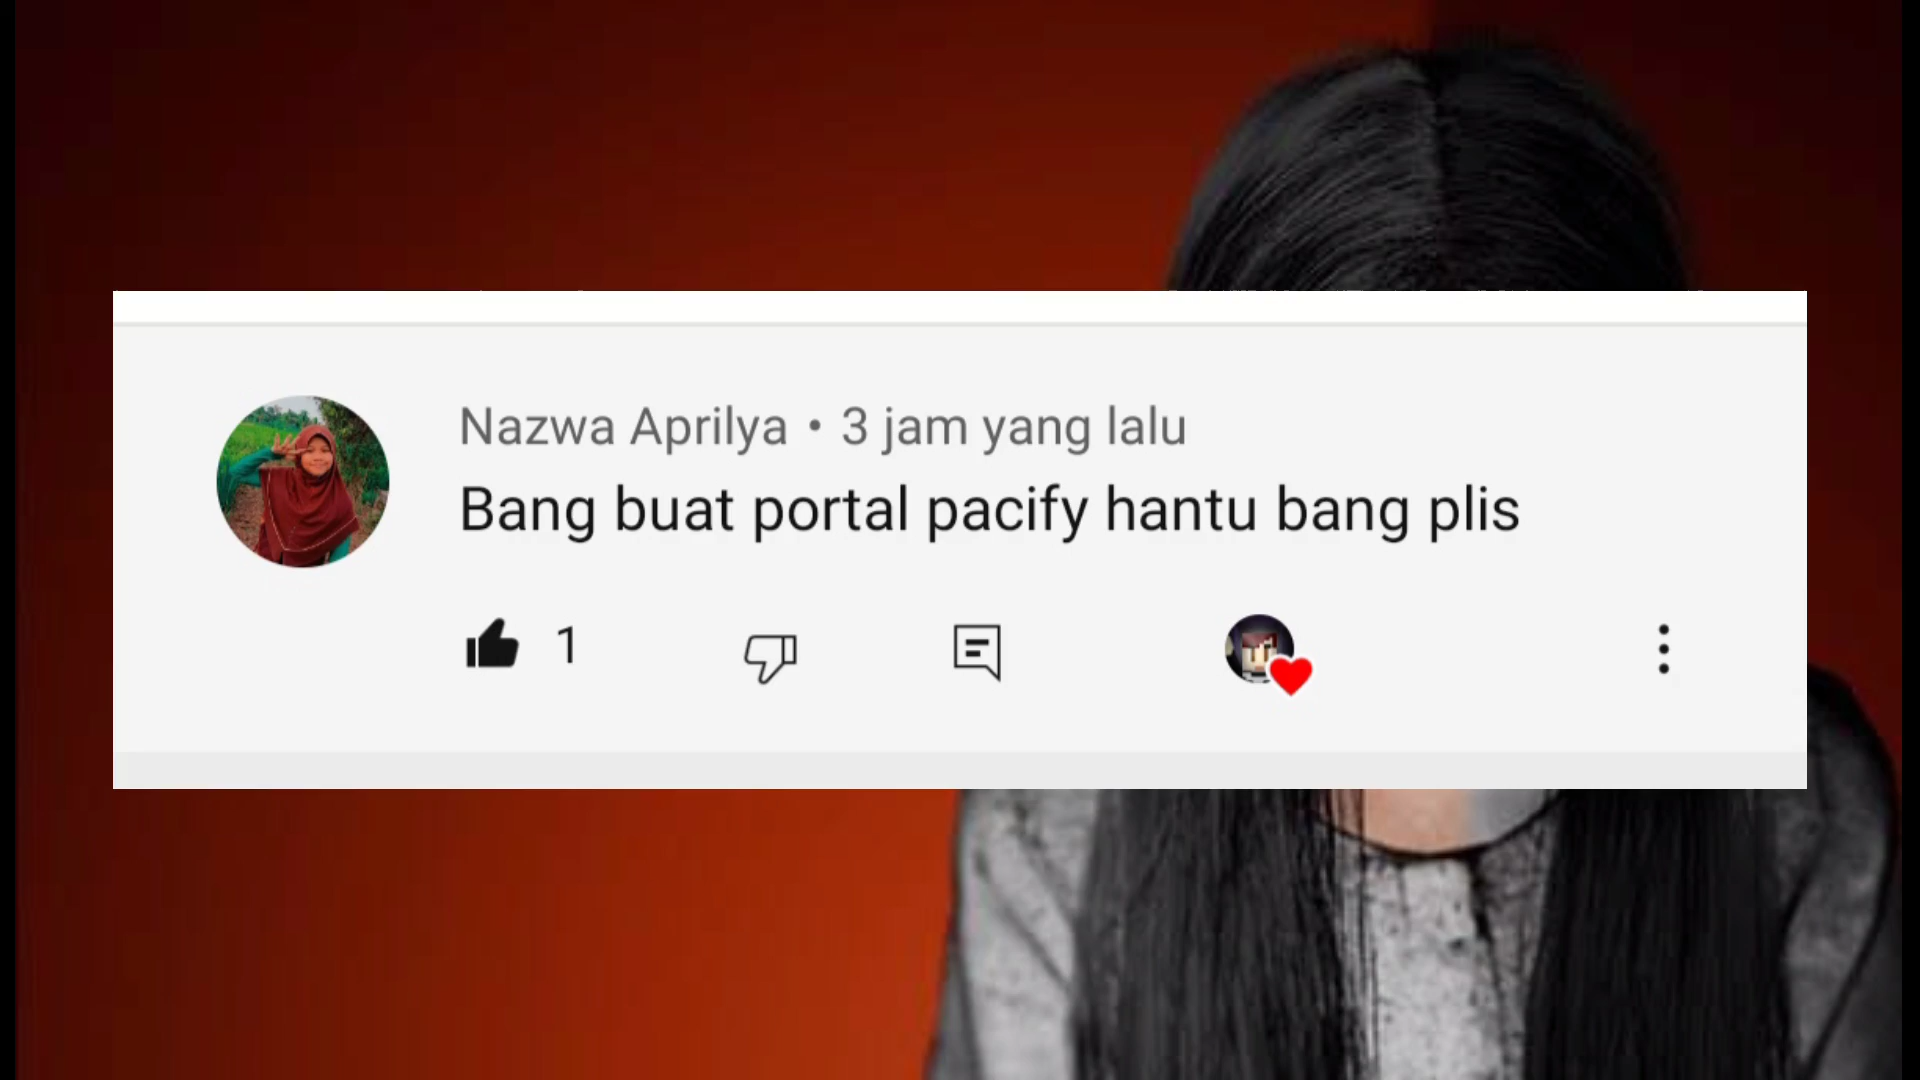 Nazwa Aprilya • 3 jam yang lalu
Bang buat portal pacify hantu bang plis
1